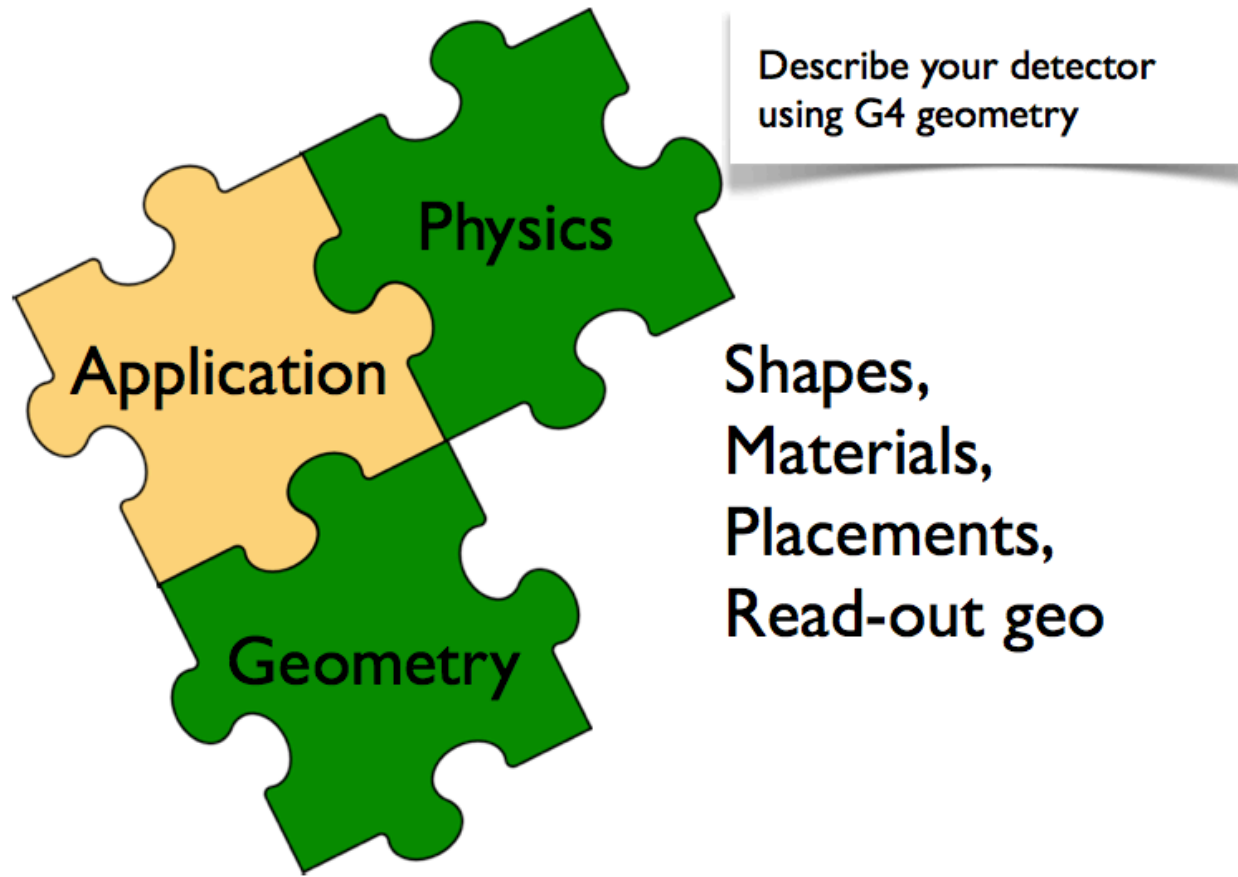 Describe your detector
using G4 geometry
Physics
Application
Geometry
Shapes,
Materials,
Placements,
Read-out geo